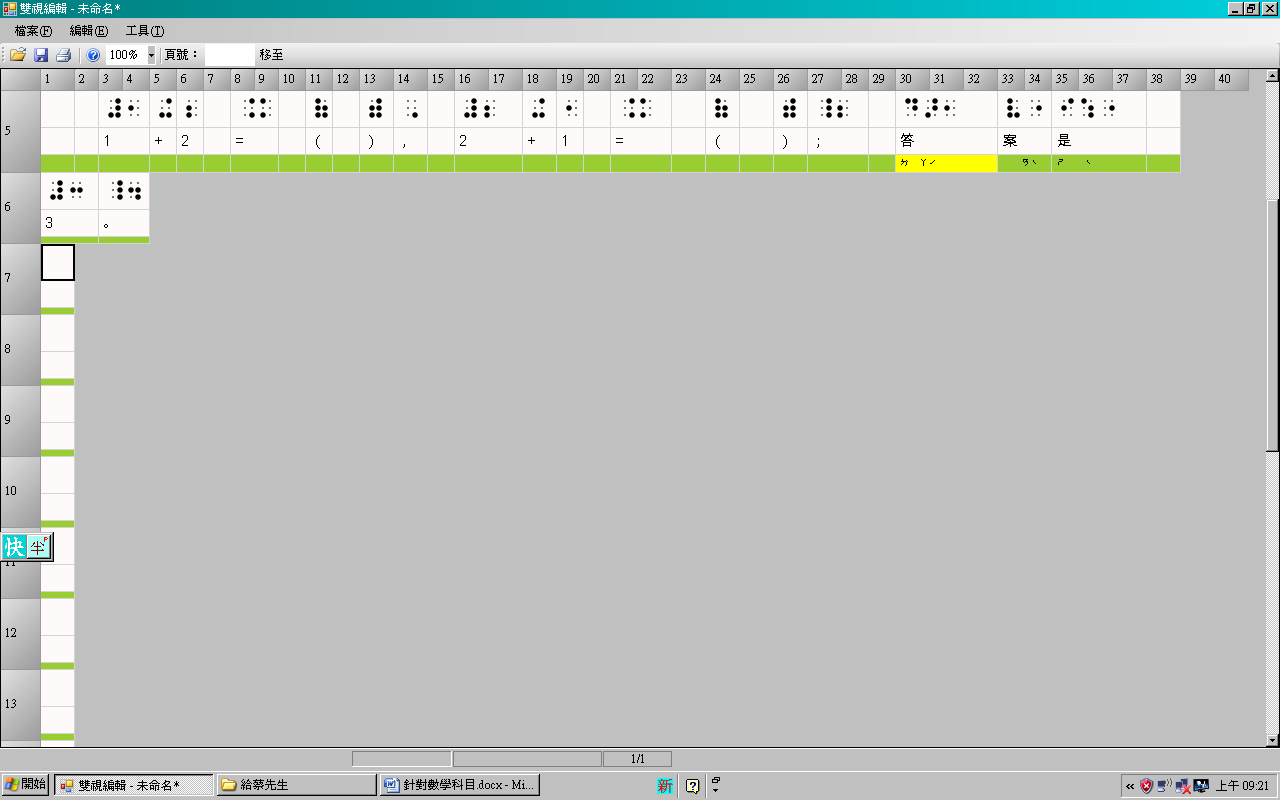 雙視編輯 - 未命名*
檔案(F) 編輯(E) 工具(T)
100% 頁號： 移至
1 2 3 4 5 6 7 8 9 10 11 12 13 14 15 16 17 18 19 20 21 22 23 24 25 26 27 28 29 30 31 32 33 34 35 36 37 38 39 40
5
1 + 2 = ( ) , 2 + 1 = ( ) ; 答 案 是
ㄉ ㄚˊ ㄢˋ ㄕ ˋ
6
3 。
7
8
9
10
快 半
11
12
13
1/1
開始 雙視編輯 - 未命名* 給蔡先生 針對數學科目.docx - Mi... 新 上午 09:21